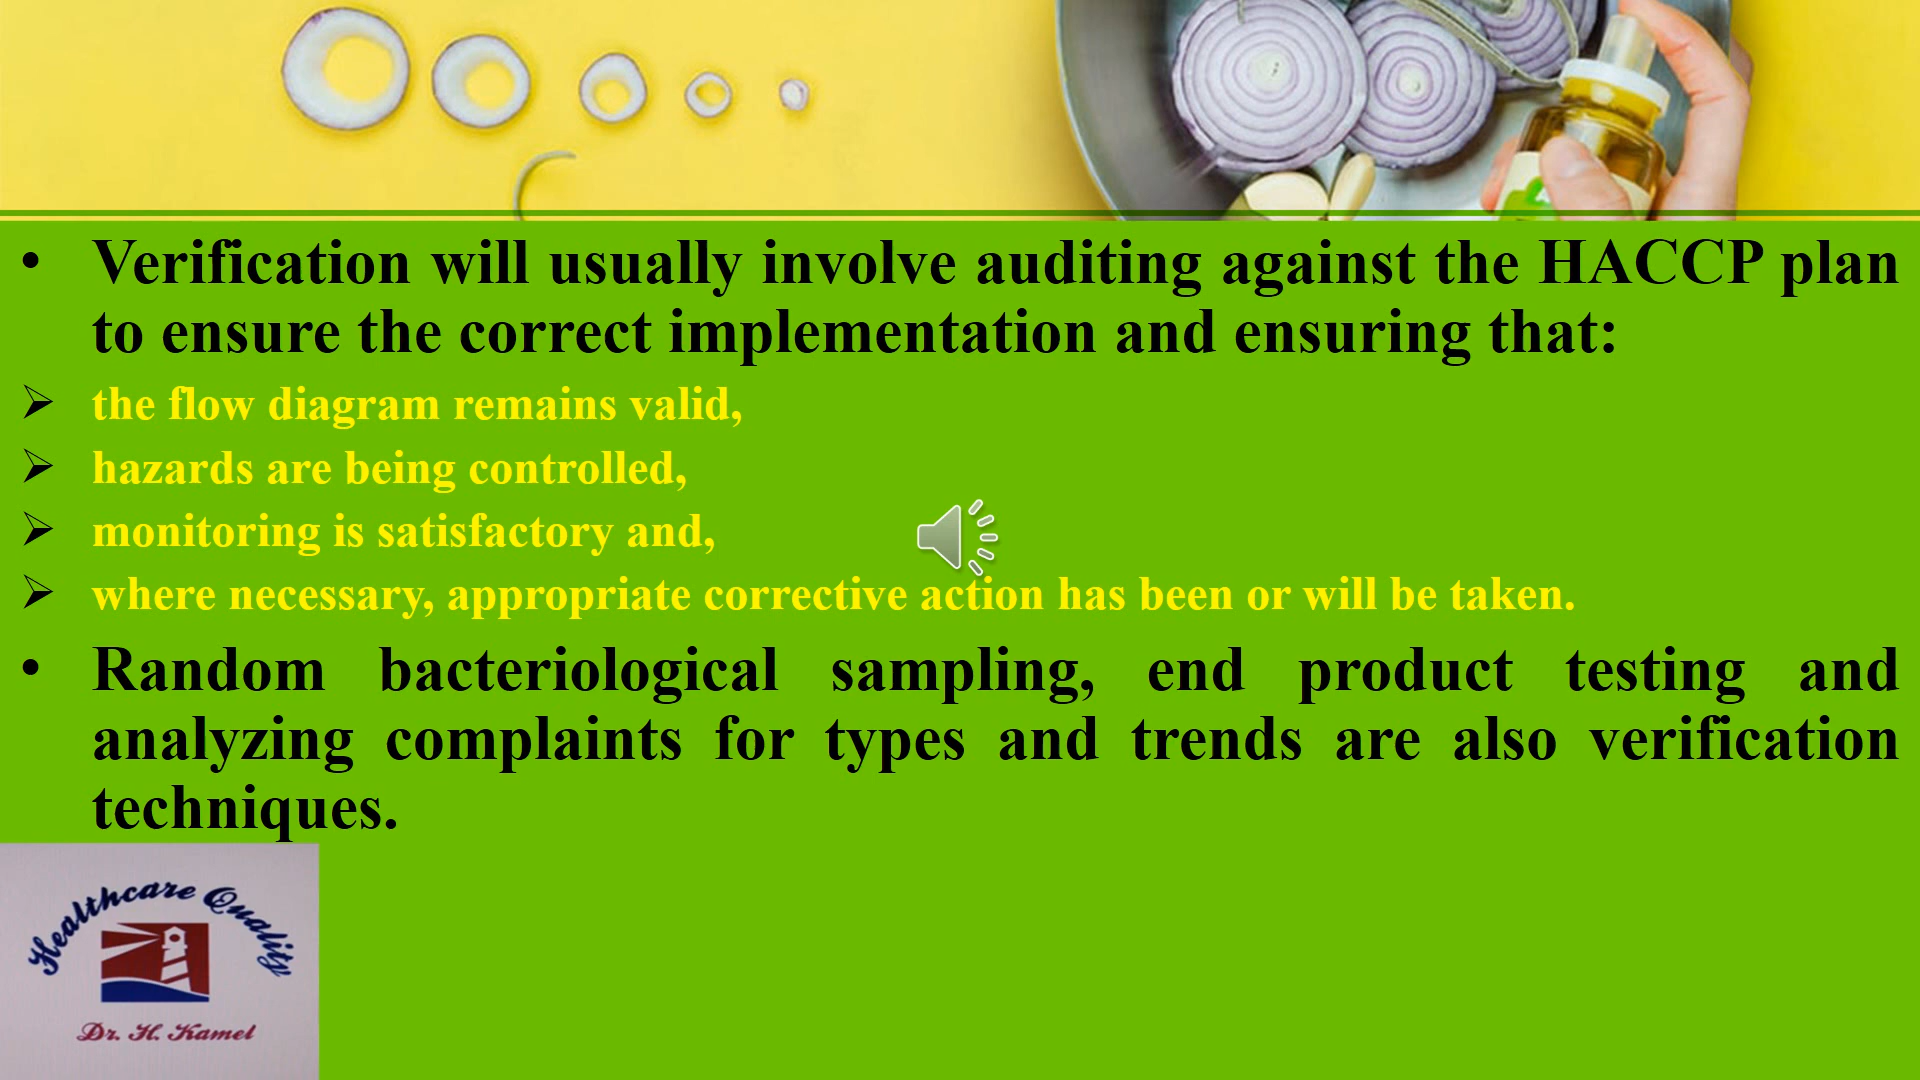 • Verification will usually involve auditing against the HACCP plan
to ensure the correct implementation and ensuring that:
➢ the flow diagram remains valid,
➢ hazards are being controlled,
➢ monitoring is satisfactory and,
➢ where necessary, appropriate corrective action has been or will be taken.
• Random bacteriological sampling, end product testing and
analyzing complaints for types and trends are also verification
techniques.
Healthcare Quality
Dr. H. Kamel